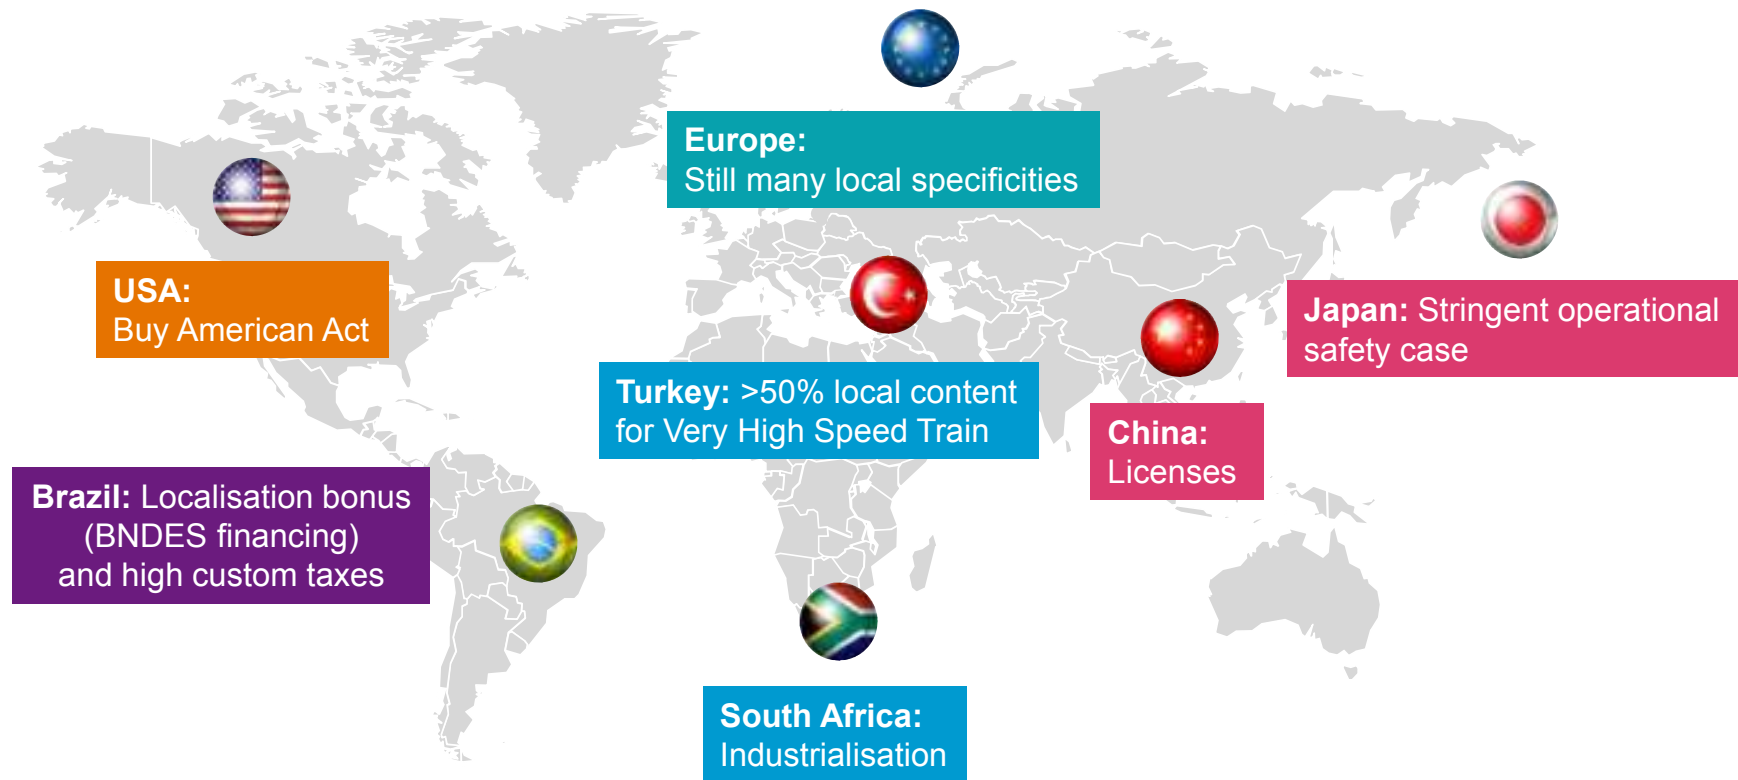 Europe:
Still many local specificities
USA:
Buy American Act
Japan: Stringent operational
safety case
Turkey: >50% local content
for Very High Speed Train
China:
Licenses
Brazil: Localisation bonus
(BNDES financing)
and high custom taxes
South Africa:
Industrialisation